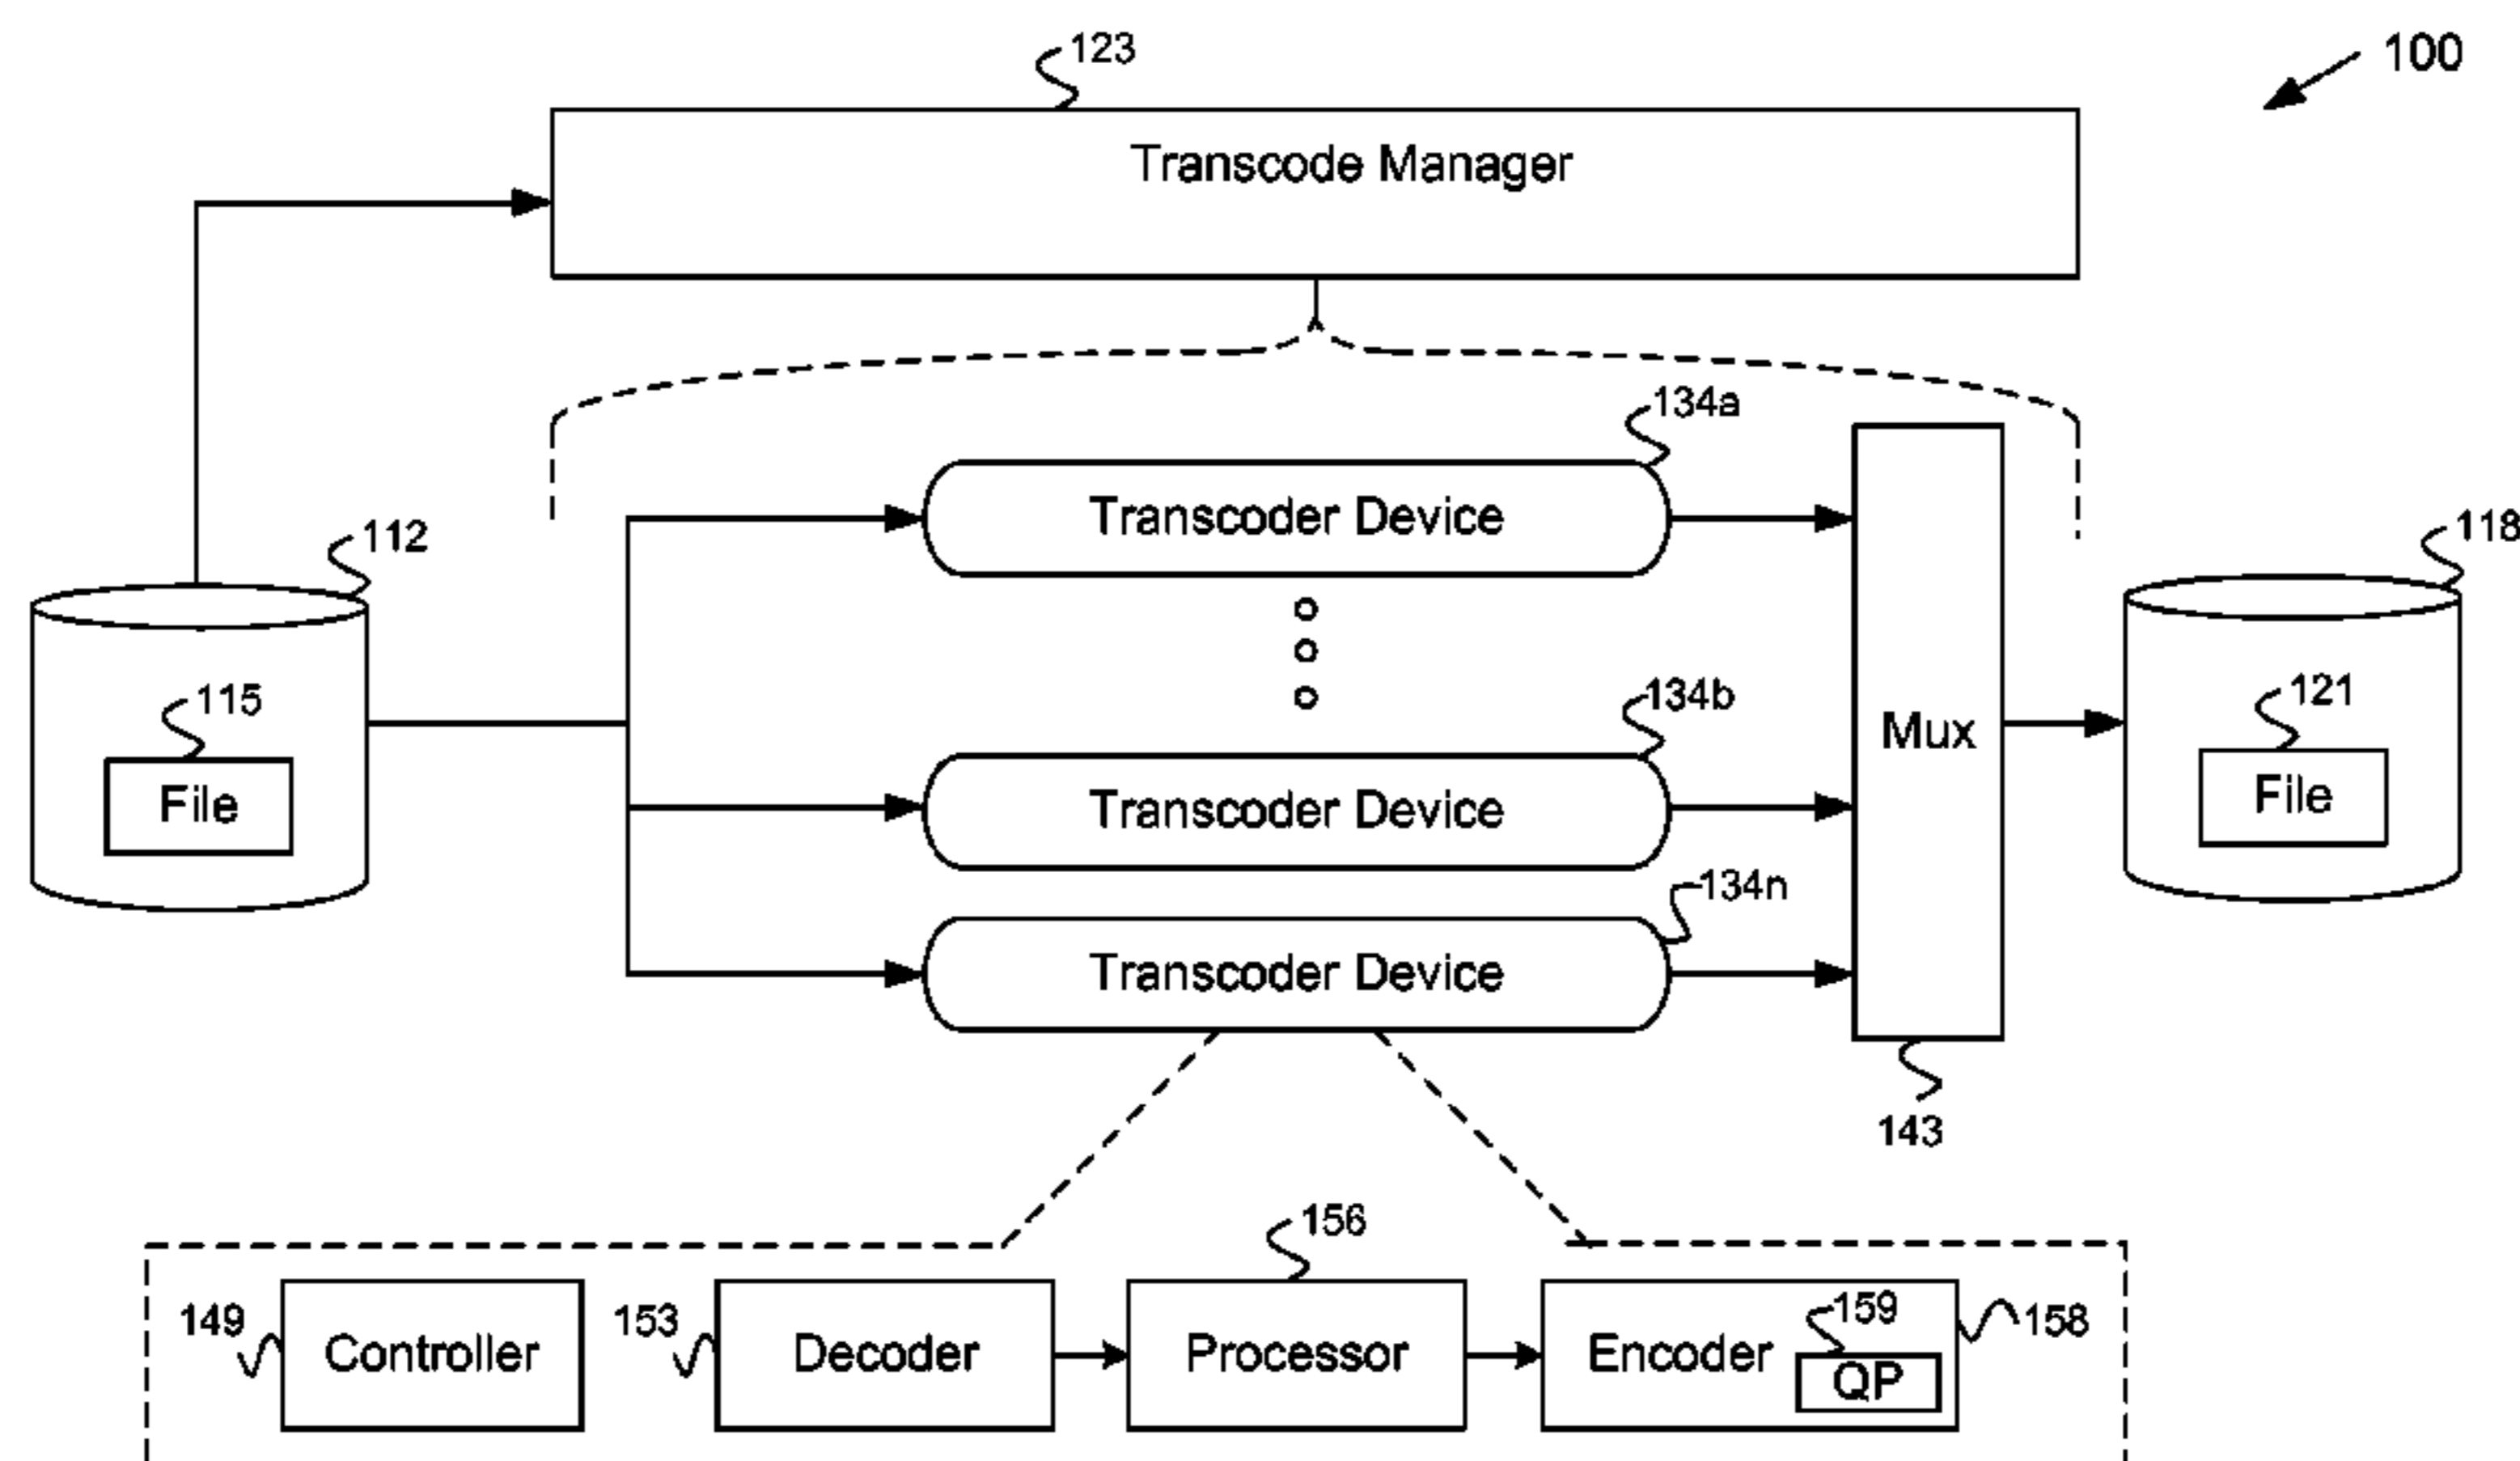 123
100
Transcode Manager
134a
Transcoder Device
112
118
115
File
134b
Transcoder Device
Mux
121
File
134n
Transcoder Device
143
156
149
Controller
153
Decoder
Processor
Encoder
159
QP
158